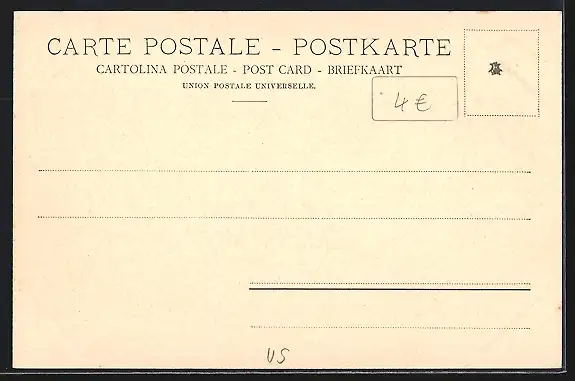 CARTE POSTALE - POSTKARTE
CARTOLINA POSTALE - POST CARD - BRIEFKAART
UNION POSTALE UNIVERSELLE.
4€
US